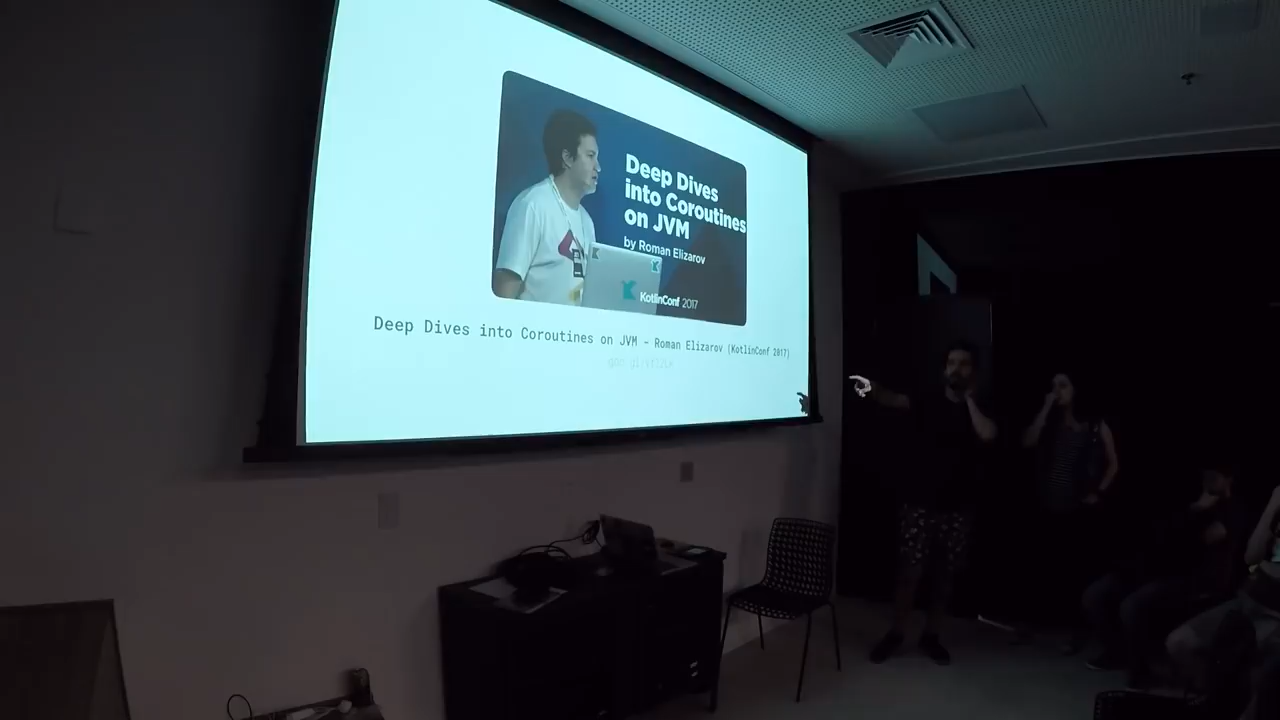 Deep Dives
into Coroutines
on JVM
by Roman Elizarov
KotlinConf 2017
Deep Dives into Coroutines on JVM - Roman Elizarov (KotlinConf 2017)